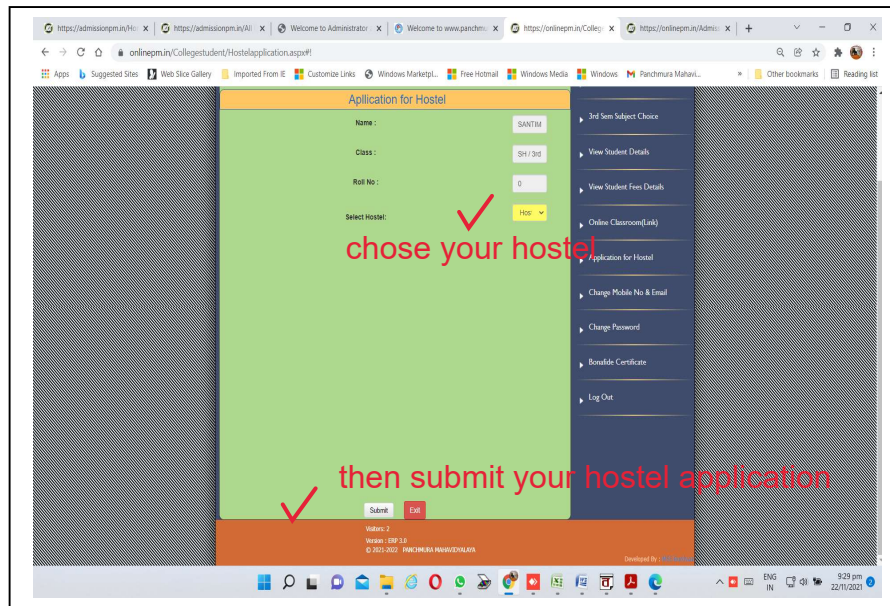 https://admissionpm.in/Ho
https://admissionpm.in/All
Welcome to Administrator
Welcome to www.panchmu
https://onlinepm.in/Colleg
https://onlinepm.in/Admis
onlinepm.in/Collegestudent/Hostelapplication.aspx#!
Apps
Suggested Sites
Web Slice Gallery
Imported From IE
Customize Links
Windows Marketpl...
Free Hotmail
Windows Media
Windows
Panchmura Mahavi...
»
Other bookmarks
Reading list
Apllication for Hostel
Name :
SANTIM
Class :
SH / 3rd
Roll No :
0
Select Hostel:
Hos
chose your hostel
3rd Sem Subject Choice
View Student Details
View Student Fees Details
Online Classroom(Link)
Application for Hostel
Change Mobile No & Email
Change Password
Bonafide Certificate
Log Out
then submit your hostel application
Submit
Exit
Visitors: 2
Version : ERP 3.0
© 2021-2022 PANCHMURA MAHAVIDYALAYA
Developed By :
ENG
IN
9:29 pm
22/11/2021
2